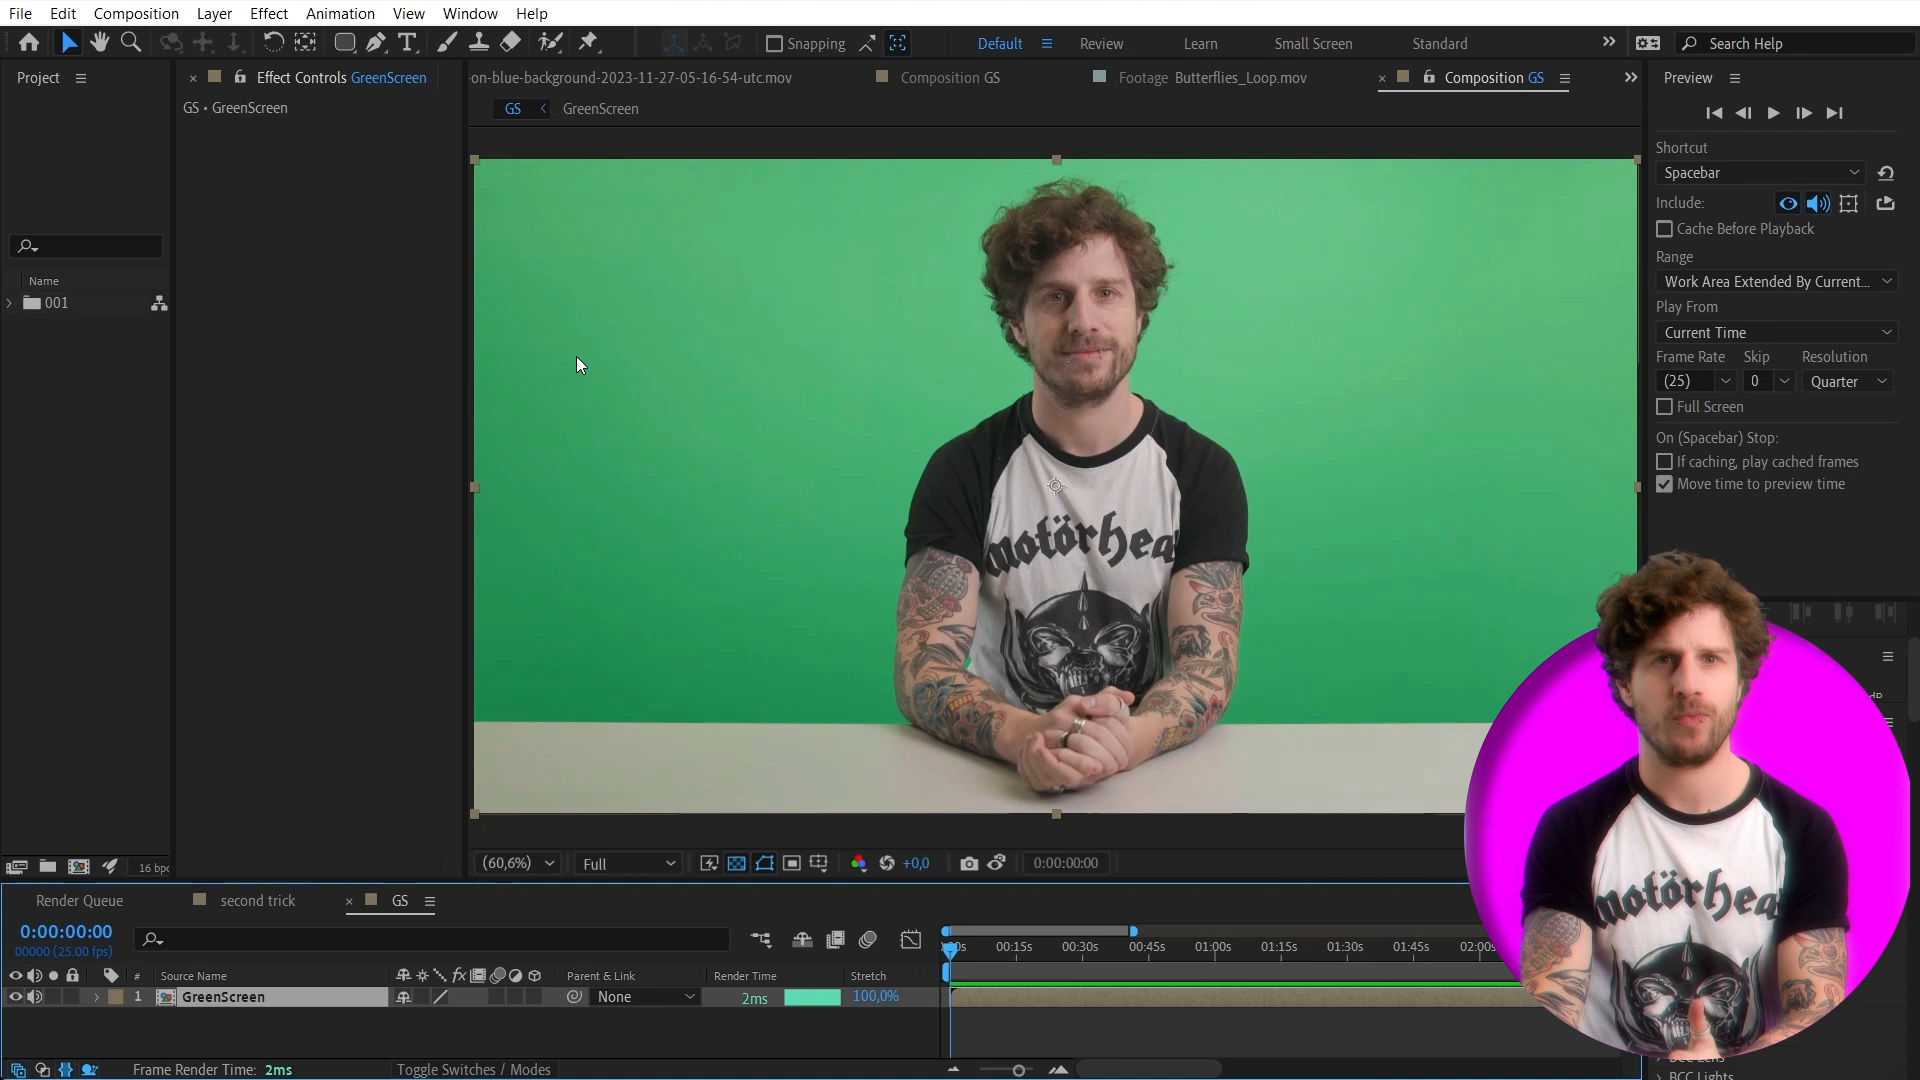 File Edit Composition Layer Effect Animation View Window Help
Snapping Default Review Learn Small Screen Standard Search Help
Project Effect Controls GreenScreen -on-blue-background-2023-11-27-05-16-54-utc.mov Composition GS Footage Butterflies_Loop.mov Composition GS Preview
GS • GreenScreen
GS GreenScreen
Shortcut
Spacebar
Include:
Cache Before Playback
Range
Work Area Extended By Current...
Play From
Current Time
Frame Rate Skip Resolution
(25) 0 Quarter
Full Screen
On (Spacebar) Stop:
If caching, play cached frames
Move time to preview time
Name
001
motörhea
16 bpc
(60,6%) Full +0,0 0:00:00:00
motörhea
Render Queue second trick GS
0:00:00:00
00000 (25.00 fps)
00:15s 00:30s 00:45s 01:00s 01:15s 01:30s 01:45s 02:00s
# Source Name fx Parent & Link Render Time Stretch
1 GreenScreen None 2ms 100,0%
Frame Render Time: 2ms Toggle Switches / Modes
BCC Lens
BCC Lights